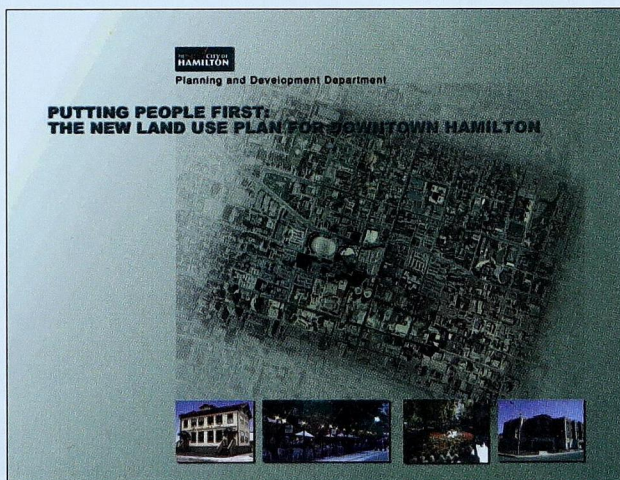 CITY OF
HAMILTON
Planning and Development Department
PUTTING PEOPLE FIRST:
THE NEW LAND USE PLAN FOR DOWNTOWN HAMILTON